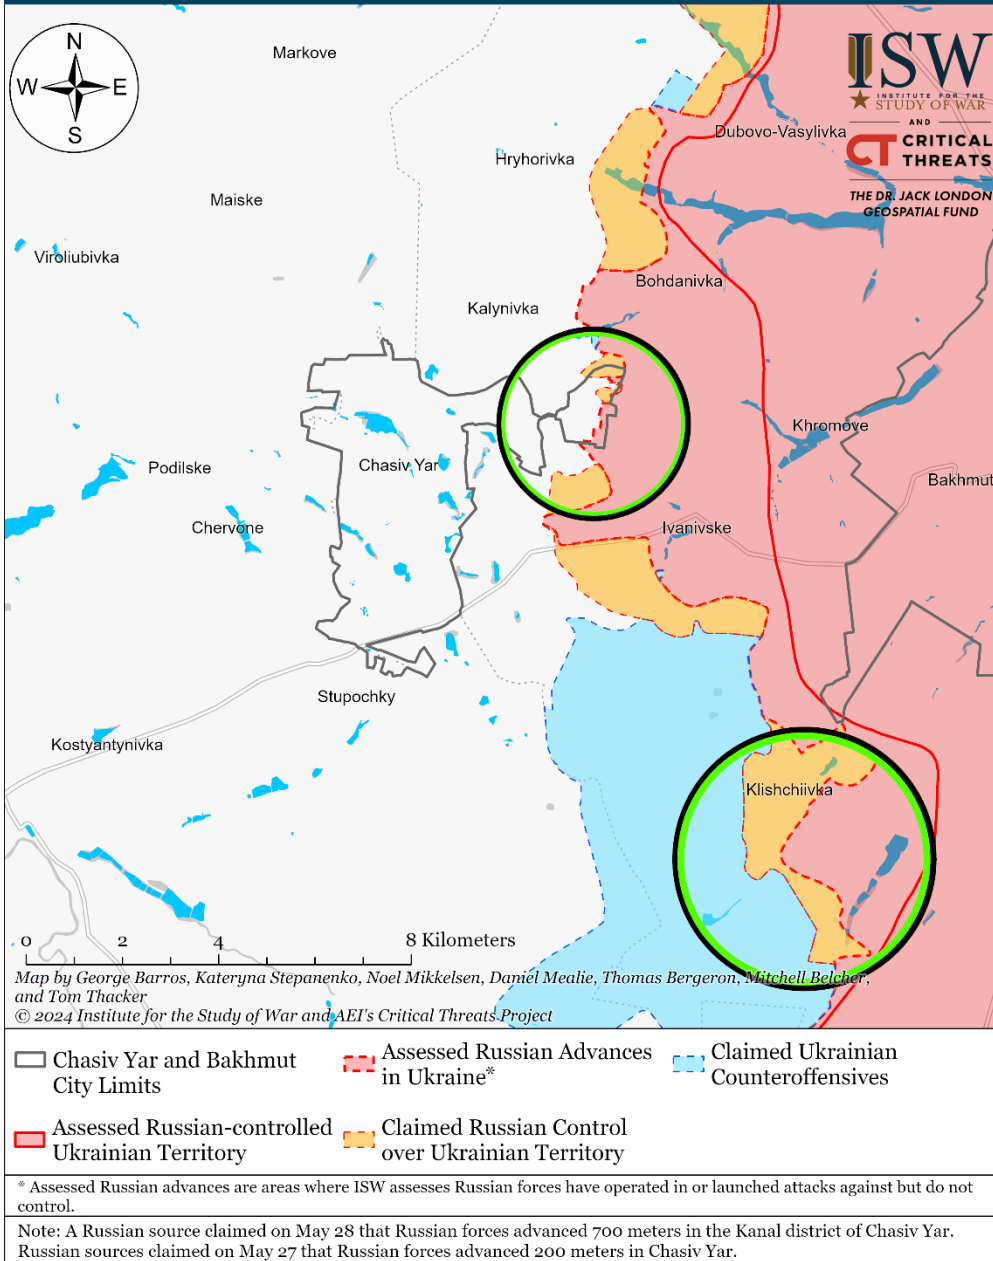 N
W E
S
ISW
INSTITUTE FOR THE
STUDY OF WAR
AND
CT CRITICAL
THREATS
THE DR. JACK LONDON
GEOSPATIAL FUND
Markove
Dubovo-Vasylivka
Hryhorivka
Maiske
Viroliubivka
Bohdanivka
Kalynivka
Khromove
Podilske
Chasiv Yar
Bakhmut
Chervone
Ivanivske
Stupochky
Kostyantynivka
Klishchiivka
0 2 4 8 Kilometers
Map by George Barros, Kateryna Stepanenko, Noel Mikkelsen, Daniel Mealie, Thomas Bergeron, Mitchell Belcher,
and Tom Thacker
© 2024 Institute for the Study of War and AEI's Critical Threats Project
Chasiv Yar and Bakhmut
City Limits
Assessed Russian Advances
in Ukraine*
Claimed Ukrainian
Counteroffensives
Assessed Russian-controlled
Ukrainian Territory
Claimed Russian Control
over Ukrainian Territory
* Assessed Russian advances are areas where ISW assesses Russian forces have operated in or launched attacks against but do not
control.
Note: A Russian source claimed on May 28 that Russian forces advanced 700 meters in the Kanal district of Chasiv Yar.
Russian sources claimed on May 27 that Russian forces advanced 200 meters in Chasiv Yar.